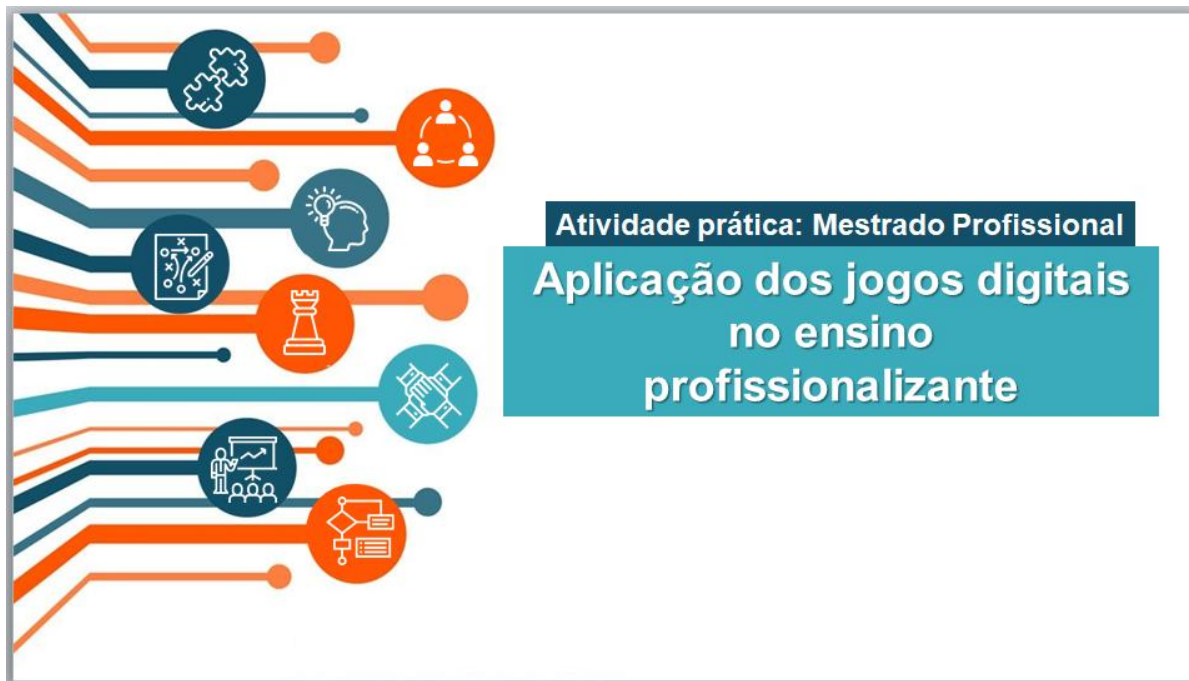 Atividade prática: Mestrado Profissional
Aplicação dos jogos digitais
no ensino
profissionalizante